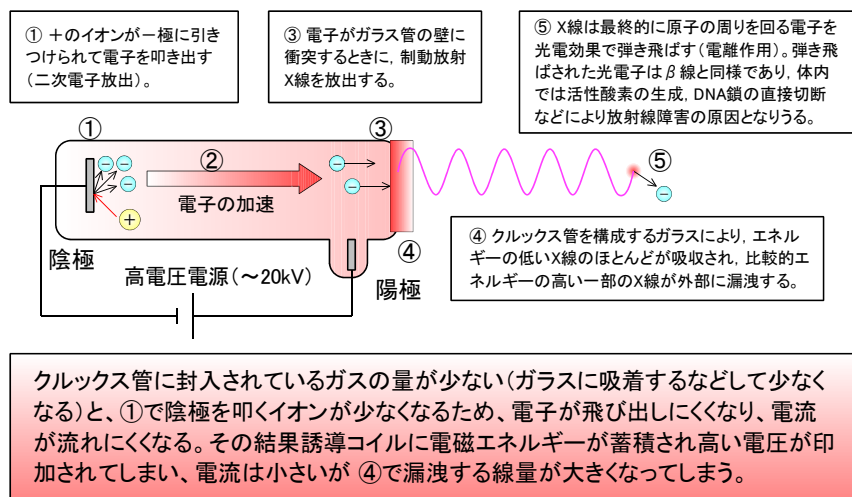 ① +のイオンが－極に引き
つけられて電子を叩き出す
(二次電子放出)。
③ 電子がガラス管の壁に
衝突するときに, 制動放射
X線を放出する。
⑤ X線は最終的に原子の周りを回る電子を
光電効果で弾き飛ばす(電離作用)。弾き飛
ばされた光電子はβ線と同様であり, 体内
では活性酸素の生成, DNA鎖の直接切断
などにより放射線障害の原因となりうる。
①
②
③
⑤
電子の加速
+
－
④
陰極
高電圧電源(～20kV)
陽極
④ クルックス管を構成するガラスにより, エネル
ギーの低いX線のほとんどが吸収され, 比較的エ
ネルギーの高い一部のX線が外部に漏洩する。
クルックス管に封入されているガスの量が少ない(ガラスに吸着するなどして少なく
なる)と、①で陰極を叩くイオンが少なくなるため、電子が飛び出しにくくなり、電流
が流れにくくなる。その結果誘導コイルに電磁エネルギーが蓄積され高い電圧が印
加されてしまい、電流は小さいが ④で漏洩する線量が大きくなってしまう。